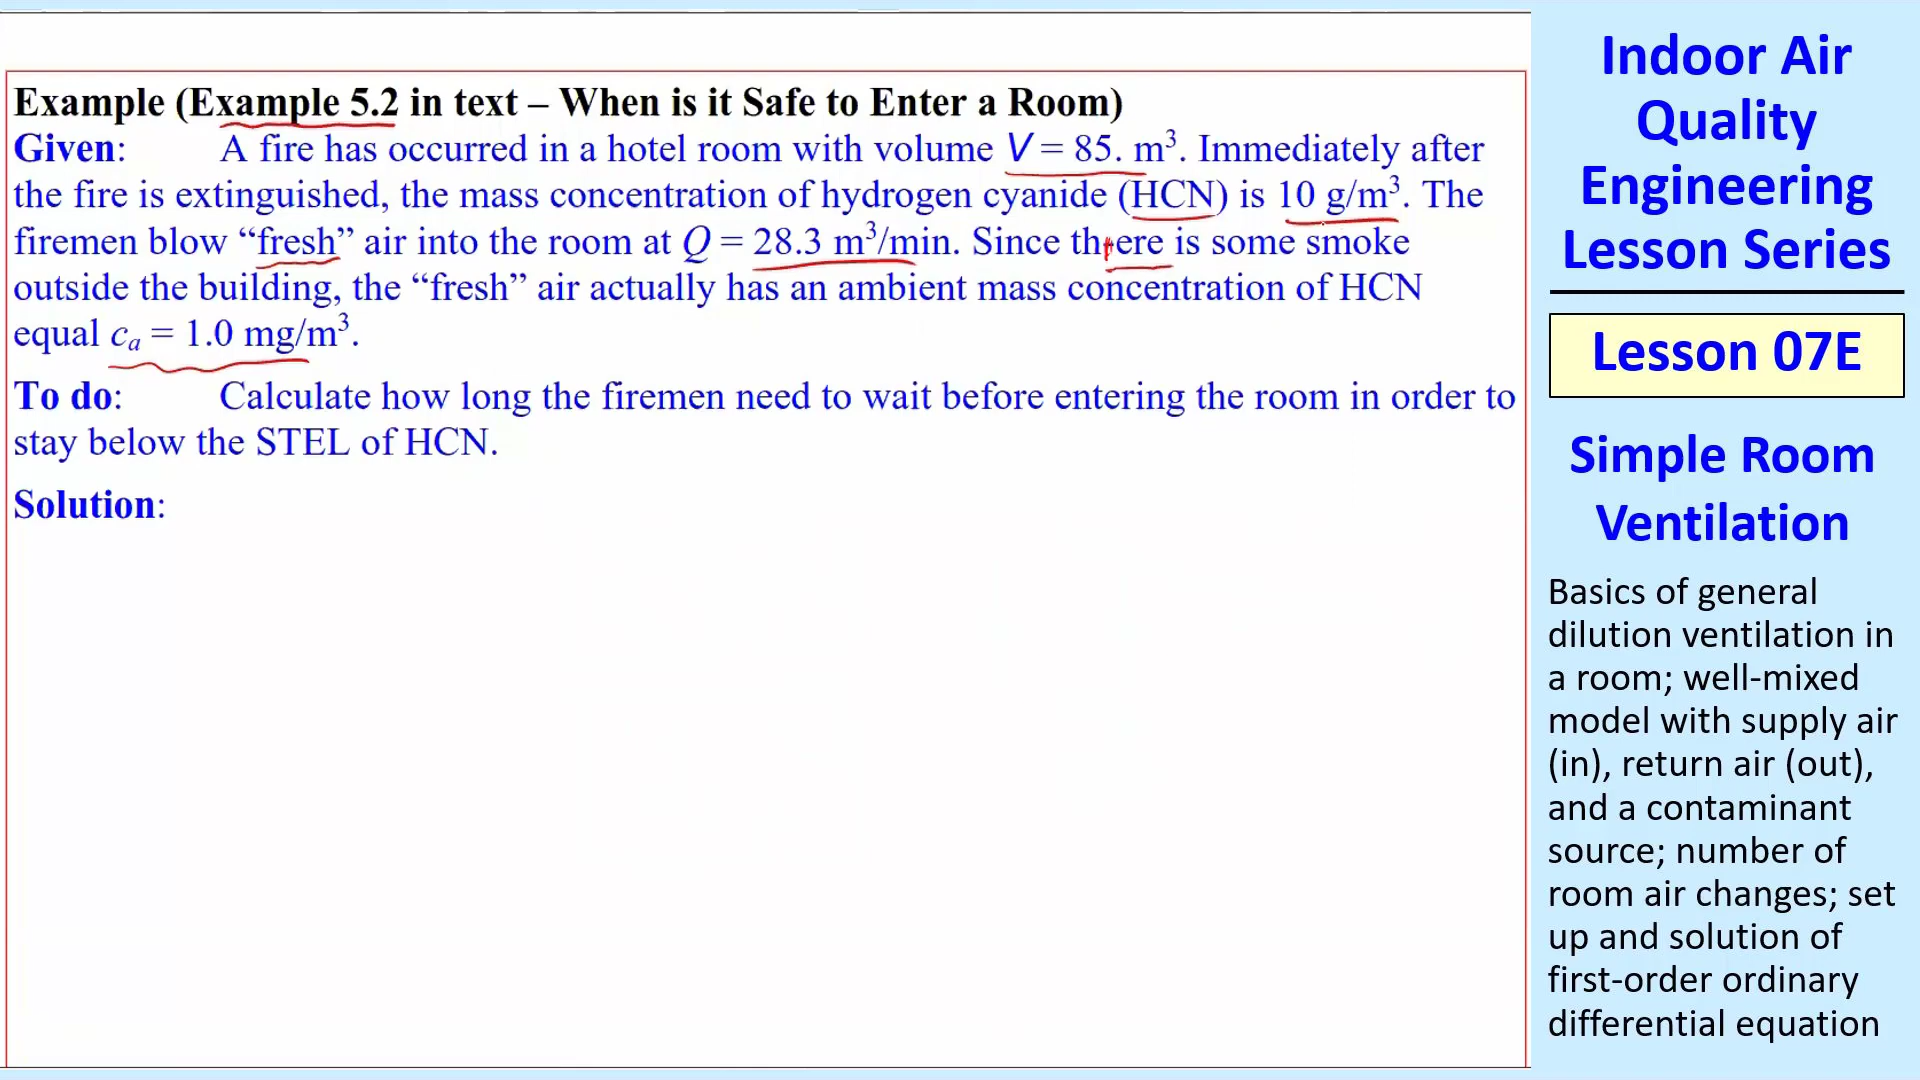 Example (Example 5.2 in text – When is it Safe to Enter a Room)
Given: A fire has occurred in a hotel room with volume V = 85. m³. Immediately after
the fire is extinguished, the mass concentration of hydrogen cyanide (HCN) is 10 g/m³. The
firemen blow “fresh” air into the room at Q = 28.3 m³/min. Since there is some smoke
outside the building, the “fresh” air actually has an ambient mass concentration of HCN
equal cₐ = 1.0 mg/m³.
To do: Calculate how long the firemen need to wait before entering the room in order to
stay below the STEL of HCN.
Solution:
Indoor Air
Quality
Engineering
Lesson Series
Lesson 07E
Simple Room
Ventilation
Basics of general
dilution ventilation in
a room; well-mixed
model with supply air
(in), return air (out),
and a contaminant
source; number of
room air changes; set
up and solution of
first-order ordinary
differential equation